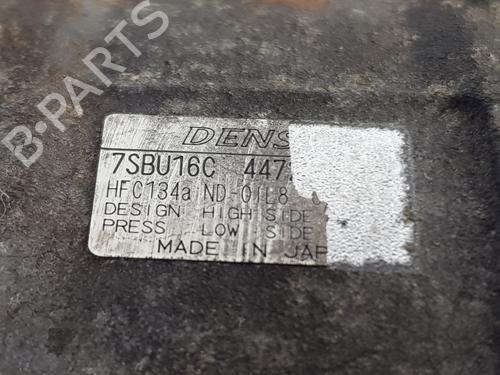 DENS
7SBU16C 447
HFC134a ND-OIL8
DESIGN HIGH SIDE
PRESS LOW SIDE
MADE IN JAP
B-PARTS